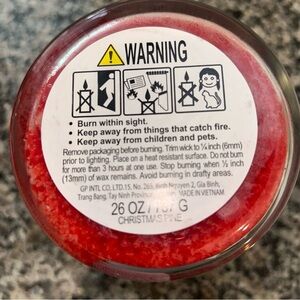 WARNING
• Burn within sight.
• Keep away from things that catch fire.
• Keep away from children and pets.
Remove packaging before burning. Trim wick to ¼ inch (6mm)
prior to lighting. Place on a heat resistant surface. Do not burn
for more than 3 hours at one use. Stop burning when ½ inch
(13mm) of wax remains. Avoid burning in drafty areas.
GP INTL CO., LTD. 15, No. 265, Binh Nguyen 2, Gia Binh,
Trang Bang, Tay Ninh Province MADE IN VIETNAM
26 OZ / 737 G
CHRISTMAS PINE